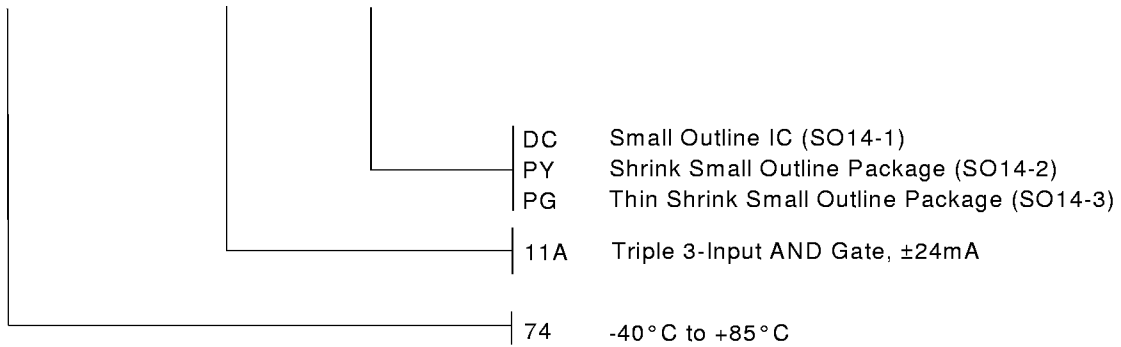 DC Small Outline IC (SO14-1)
PY Shrink Small Outline Package (SO14-2)
PG Thin Shrink Small Outline Package (SO14-3)
11A Triple 3-Input AND Gate, ±24mA
74 -40°C to +85°C